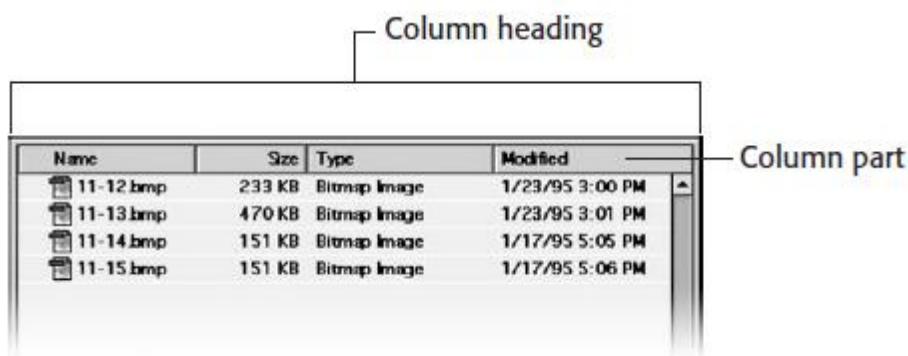 Column heading
Name Size Type Modified
Column part
11-12.bmp 233 KB Bitmap Image 1/23/95 3:00 PM
11-13.bmp 470 KB Bitmap Image 1/23/95 3:01 PM
11-14.bmp 151 KB Bitmap Image 1/17/95 5:05 PM
11-15.bmp 151 KB Bitmap Image 1/17/95 5:06 PM